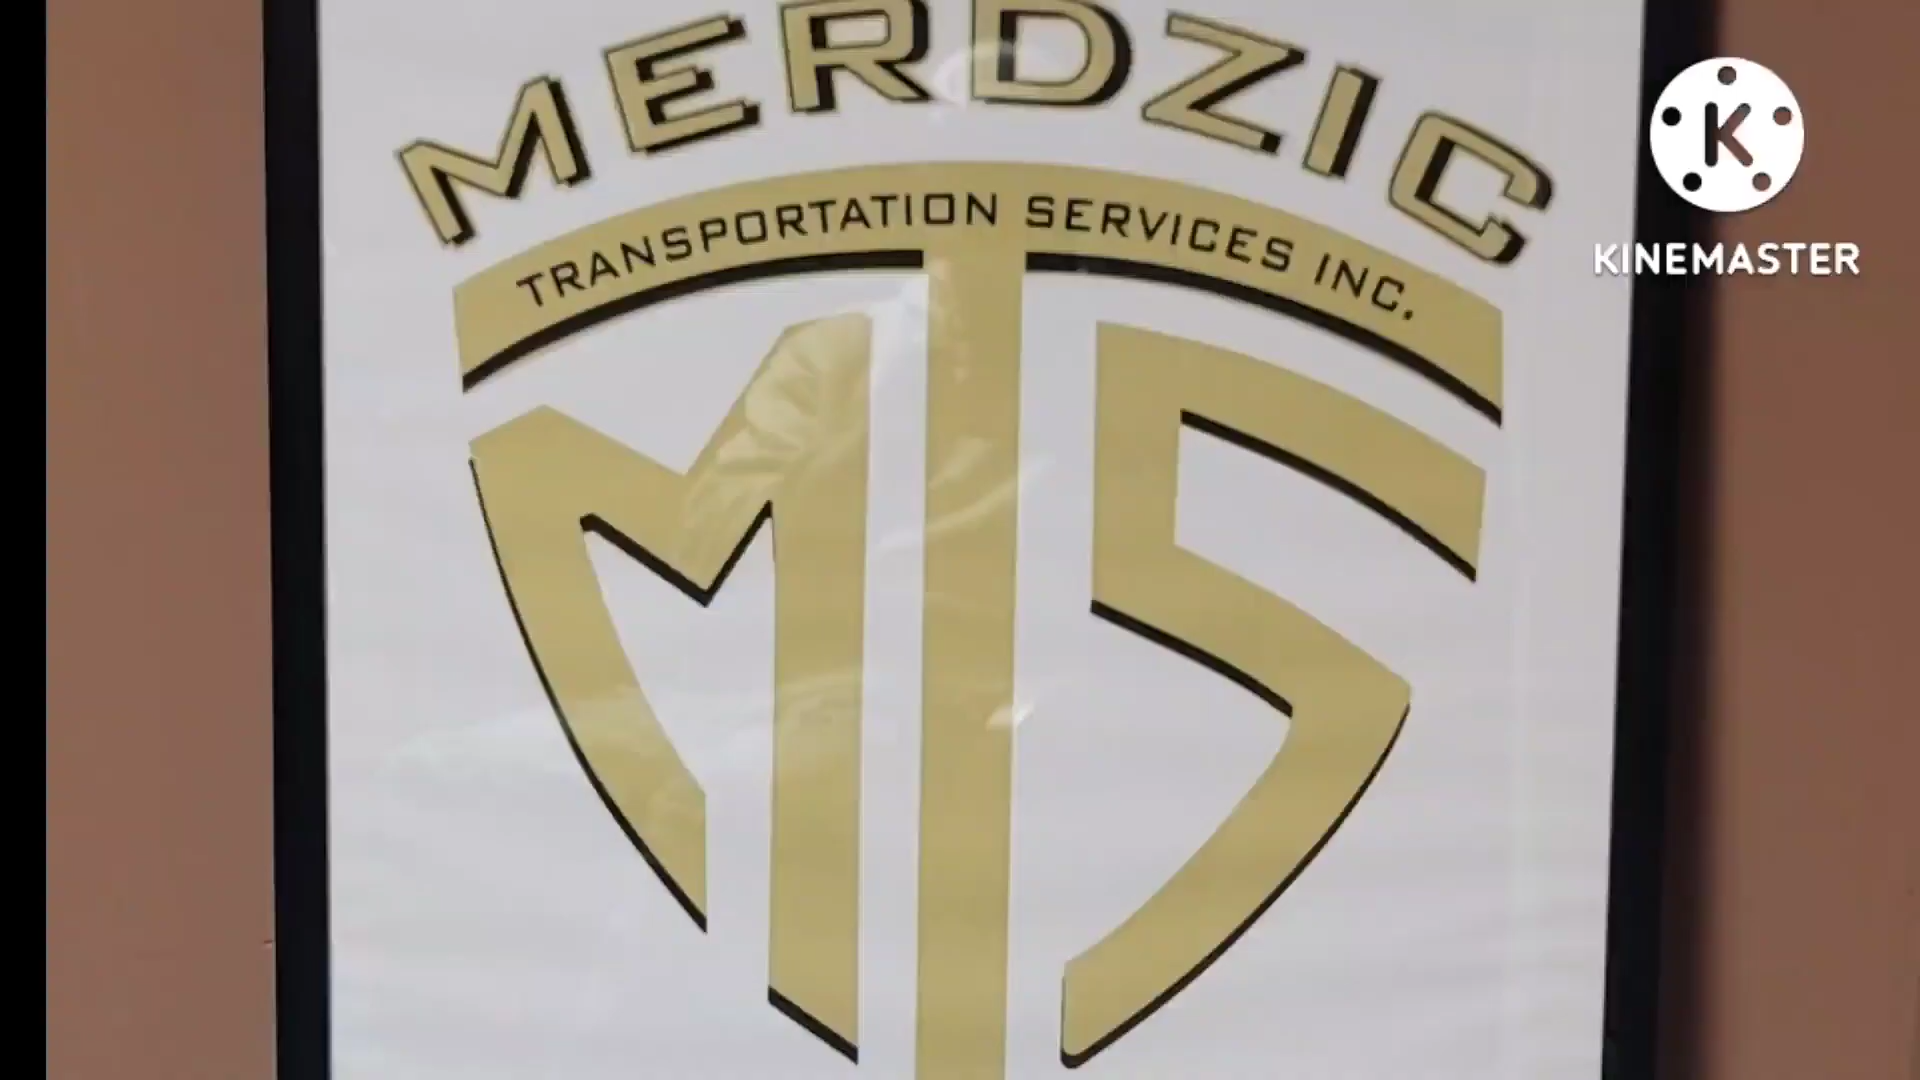 MERDZIC
TRANSPORTATION SERVICES INC.
MTS
K
KINEMASTER